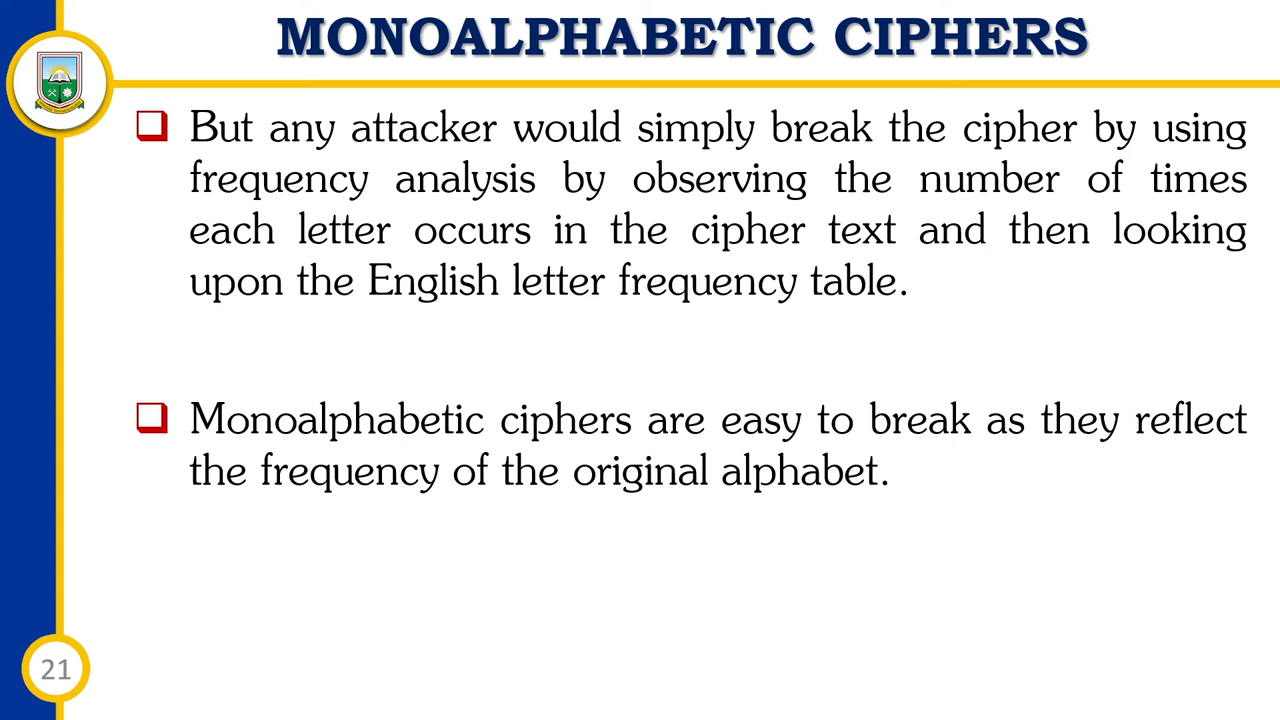 MONOALPHABETIC CIPHERS
But any attacker would simply break the cipher by using
frequency analysis by observing the number of times
each letter occurs in the cipher text and then looking
upon the English letter frequency table.
Monoalphabetic ciphers are easy to break as they reflect
the frequency of the original alphabet.
21